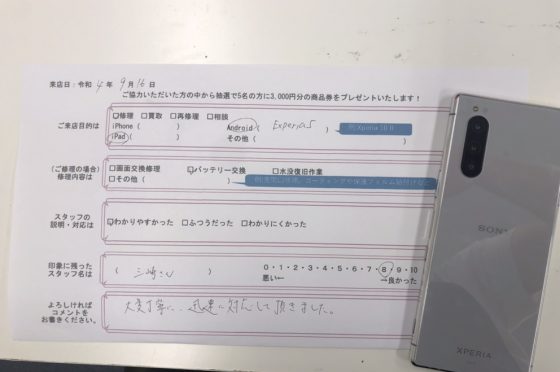 来店日：令和 4 年 9 月 16 日
ご協力いただいた方の中から抽選で5名の方に3,000円分の商品券をプレゼントいたします！
ご来店目的は
☑修理 □買取 □再修理 □相談
iPhone ( ) Android ( Xperia5 ) 例)Xperia 10 II
iPad ( ) その他 ( )
(ご修理の場合)
修理内容は
□画面交換修理 ☑バッテリー交換 □水没復旧作業
□その他 (
スタッフの
説明・対応は
☑わかりやすかった □ふつうだった □わかりにくかった
印象に残った
スタッフ名は
( 三崎さん )
0・1・2・3・4・5・6・7・8・9・10
悪い← →良かった
よろしければ
コメントを
お書きください。
大変丁寧に、迅速に対応して頂きました。
SONY
XPERIA